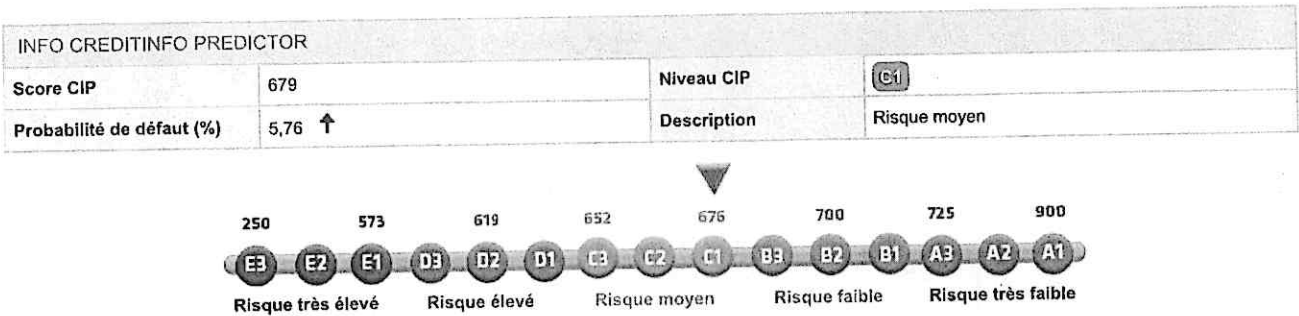 INFO CREDITINFO PREDICTOR
Score CIP 679 Niveau CIP C1
Probabilité de défaut (%) 5,76 Description Risque moyen
250 573 619 652 676 700 725 900
E3 E2 E1 D3 D2 D1 C3 C2 C1 B3 B2 B1 A3 A2 A1
Risque très élevé Risque élevé Risque moyen Risque faible Risque très faible